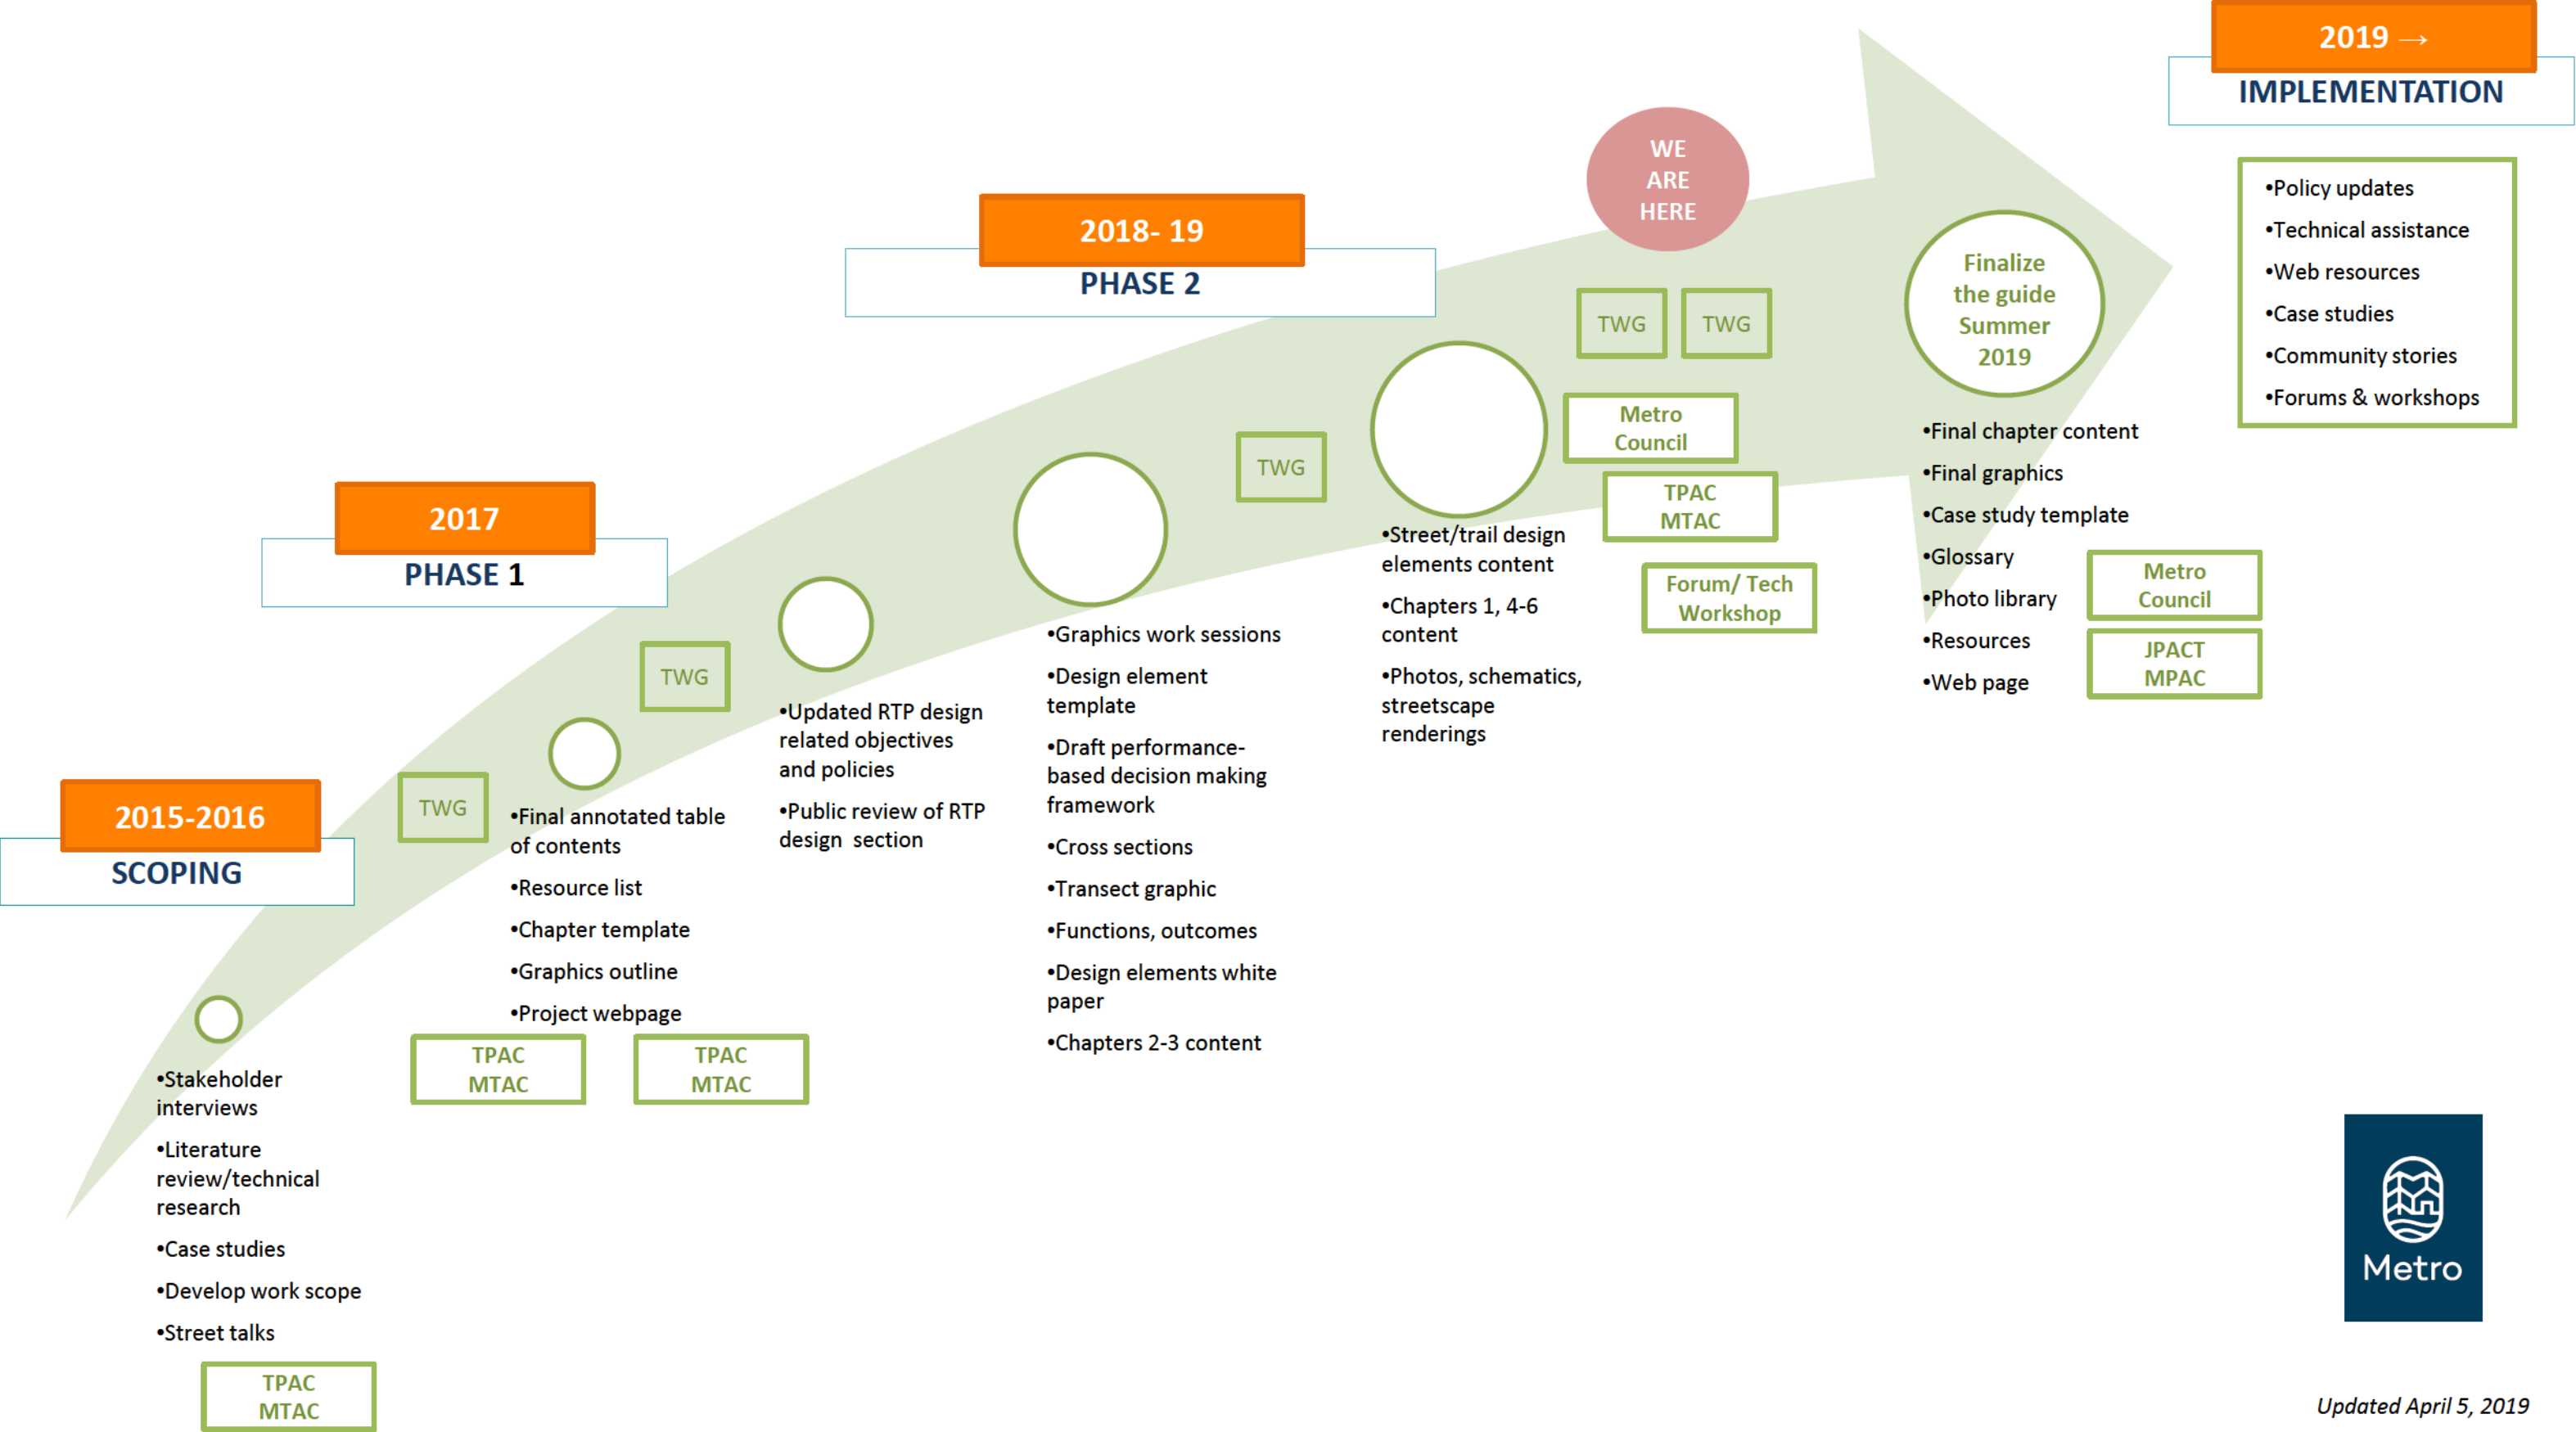 2015-2016
SCOPING
•Stakeholder
interviews
•Literature
review/technical
research
•Case studies
•Develop work scope
•Street talks
TPAC
MTAC
2017
PHASE 1
TWG
•Final annotated table
of contents
•Resource list
•Chapter template
•Graphics outline
•Project webpage
TPAC
MTAC
TPAC
MTAC
TWG
•Updated RTP design
related objectives
and policies
•Public review of RTP
design  section
2018- 19
PHASE 2
•Graphics work sessions
•Design element
template
•Draft performance-
based decision making
framework
•Cross sections
•Transect graphic
•Functions, outcomes
•Design elements white
paper
•Chapters 2-3 content
TWG
•Street/trail design
elements content
•Chapters 1, 4-6
content
•Photos, schematics,
streetscape
renderings
WE
ARE
HERE
TWG
TWG
Metro
Council
TPAC
MTAC
Forum/ Tech
Workshop
Finalize
the guide
Summer
2019
•Final chapter content
•Final graphics
•Case study template
•Glossary
•Photo library
•Resources
•Web page
Metro
Council
JPACT
MPAC
2019 →
IMPLEMENTATION
•Policy updates
•Technical assistance
•Web resources
•Case studies
•Community stories
•Forums & workshops
Metro
Updated April 5, 2019